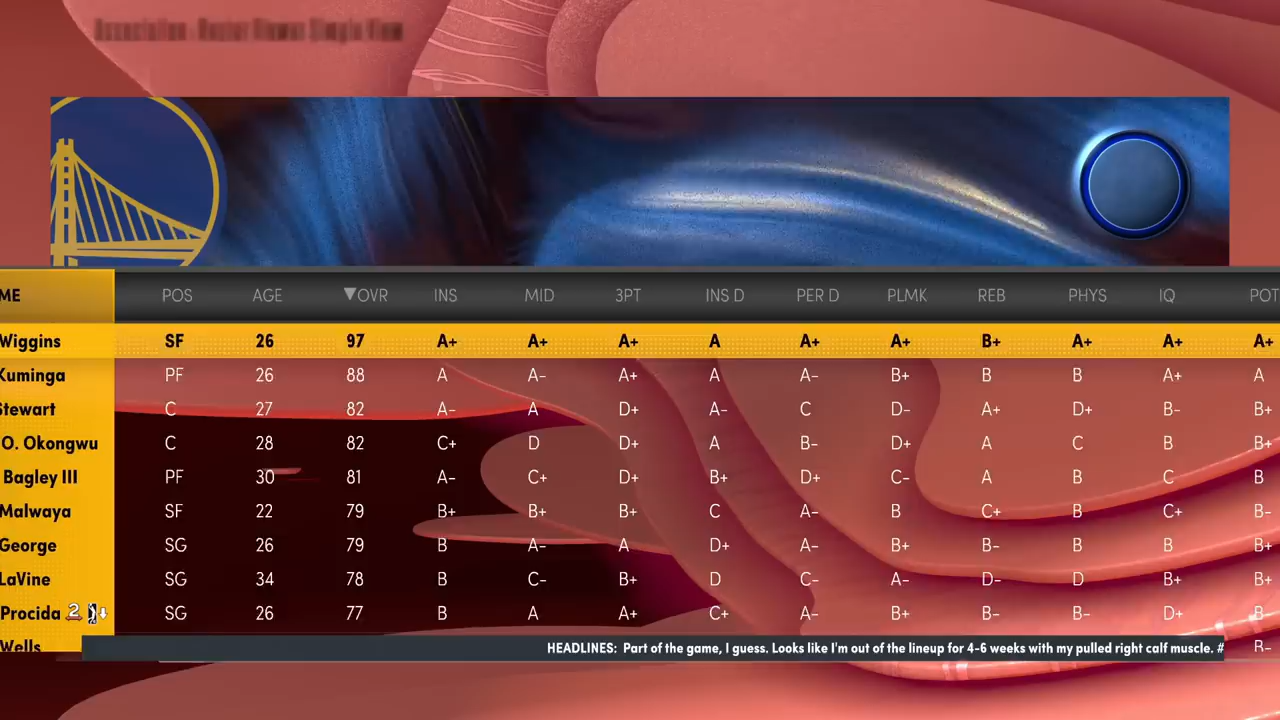 ME POS AGE ▼OVR INS MID 3PT INS D PER D PLMK REB PHYS IQ POT
Wiggins SF 26 97 A+ A+ A+ A A+ A+ B+ A+ A+ A+
Kuminga PF 26 88 A A- A+ A A- B+ B B A+ A
Stewart C 27 82 A- A D+ A- C D- A+ D+ B- B+
O. Okongwu C 28 82 C+ D D+ A B- D+ A C B B+
Bagley III PF 30 81 A- C+ D+ B+ D+ C- A B C B
Malwaya SF 22 79 B+ B+ B+ C A- B C+ B C+ B-
George SG 26 79 B A- A D+ A- B+ B- B B B+
LaVine SG 34 78 B C- B+ D C- A- D- D B+ B+
Procida 2 SG 26 77 B A A+ C+ A- B+ B- B- D+ B
Wells
HEADLINES: Part of the game, I guess. Looks like I'm out of the lineup for 4-6 weeks with my pulled right calf muscle. #